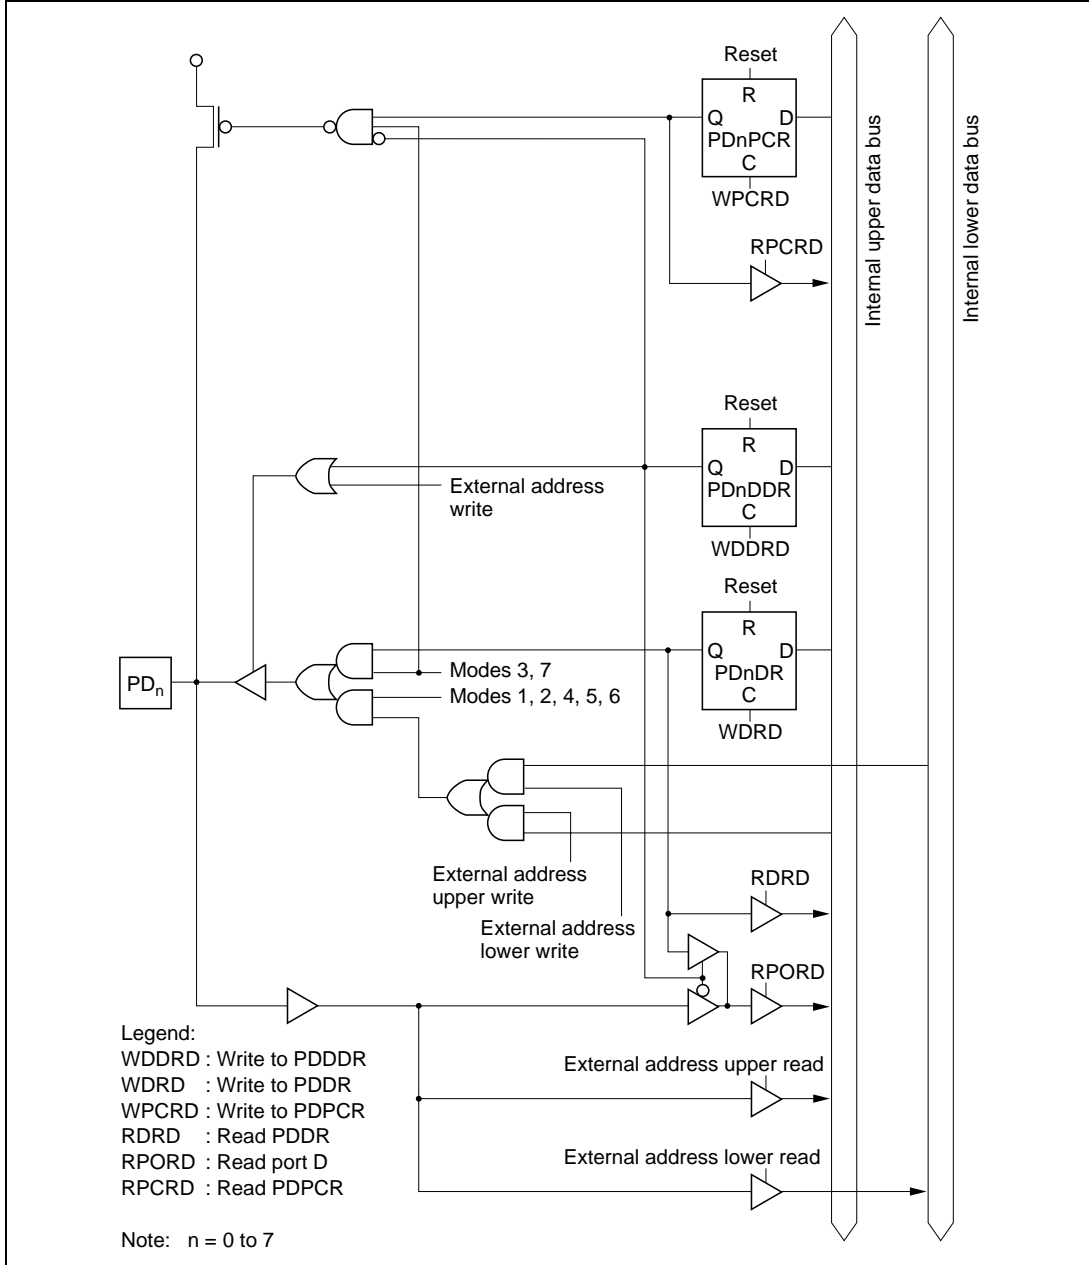 Reset
R
Q D
PDnPCR
C
WPCRD
RPCRD
Internal upper data bus
Internal lower data bus
Reset
R
Q D
PDnDDR
C
WDDRD
External address
write
Reset
R
Q D
PDnDR
C
WDRD
PDn
Modes 3, 7
Modes 1, 2, 4, 5, 6
External address
upper write
External address
lower write
RDRD
RPORD
External address upper read
External address lower read
Legend:
WDDRD : Write to PDDDR
WDRD : Write to PDDR
WPCRD : Write to PDPCR
RDRD : Read PDDR
RPORD : Read port D
RPCRD : Read PDPCR
Note: n = 0 to 7